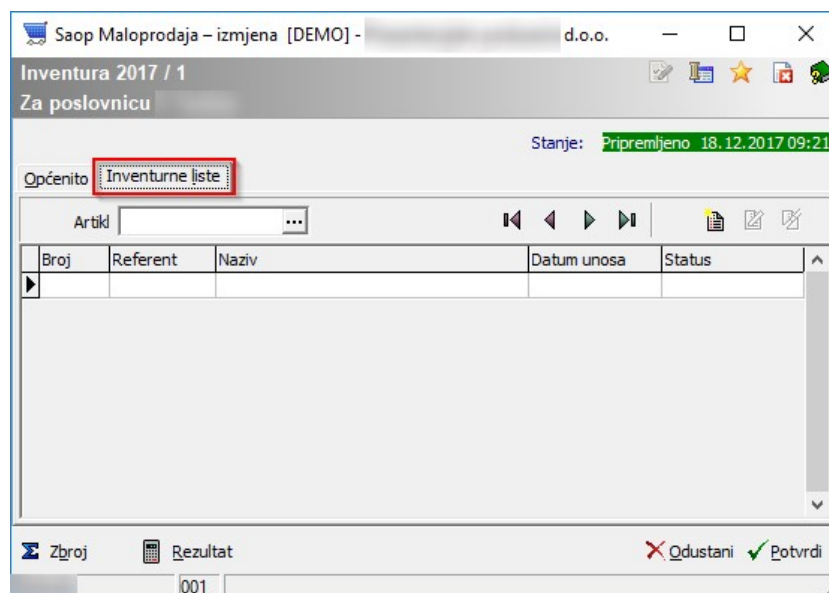 Saop Maloprodaja – izmjena [DEMO] - d.o.o.
Inventura 2017 / 1
Za poslovnicu
Stanje: Pripremljeno 18.12.2017 09:21
Općenito Inventurne liste
Artikl ...
Broj Referent Naziv Datum unosa Status
Zbroj Rezultat Odustani Potvrdi
001